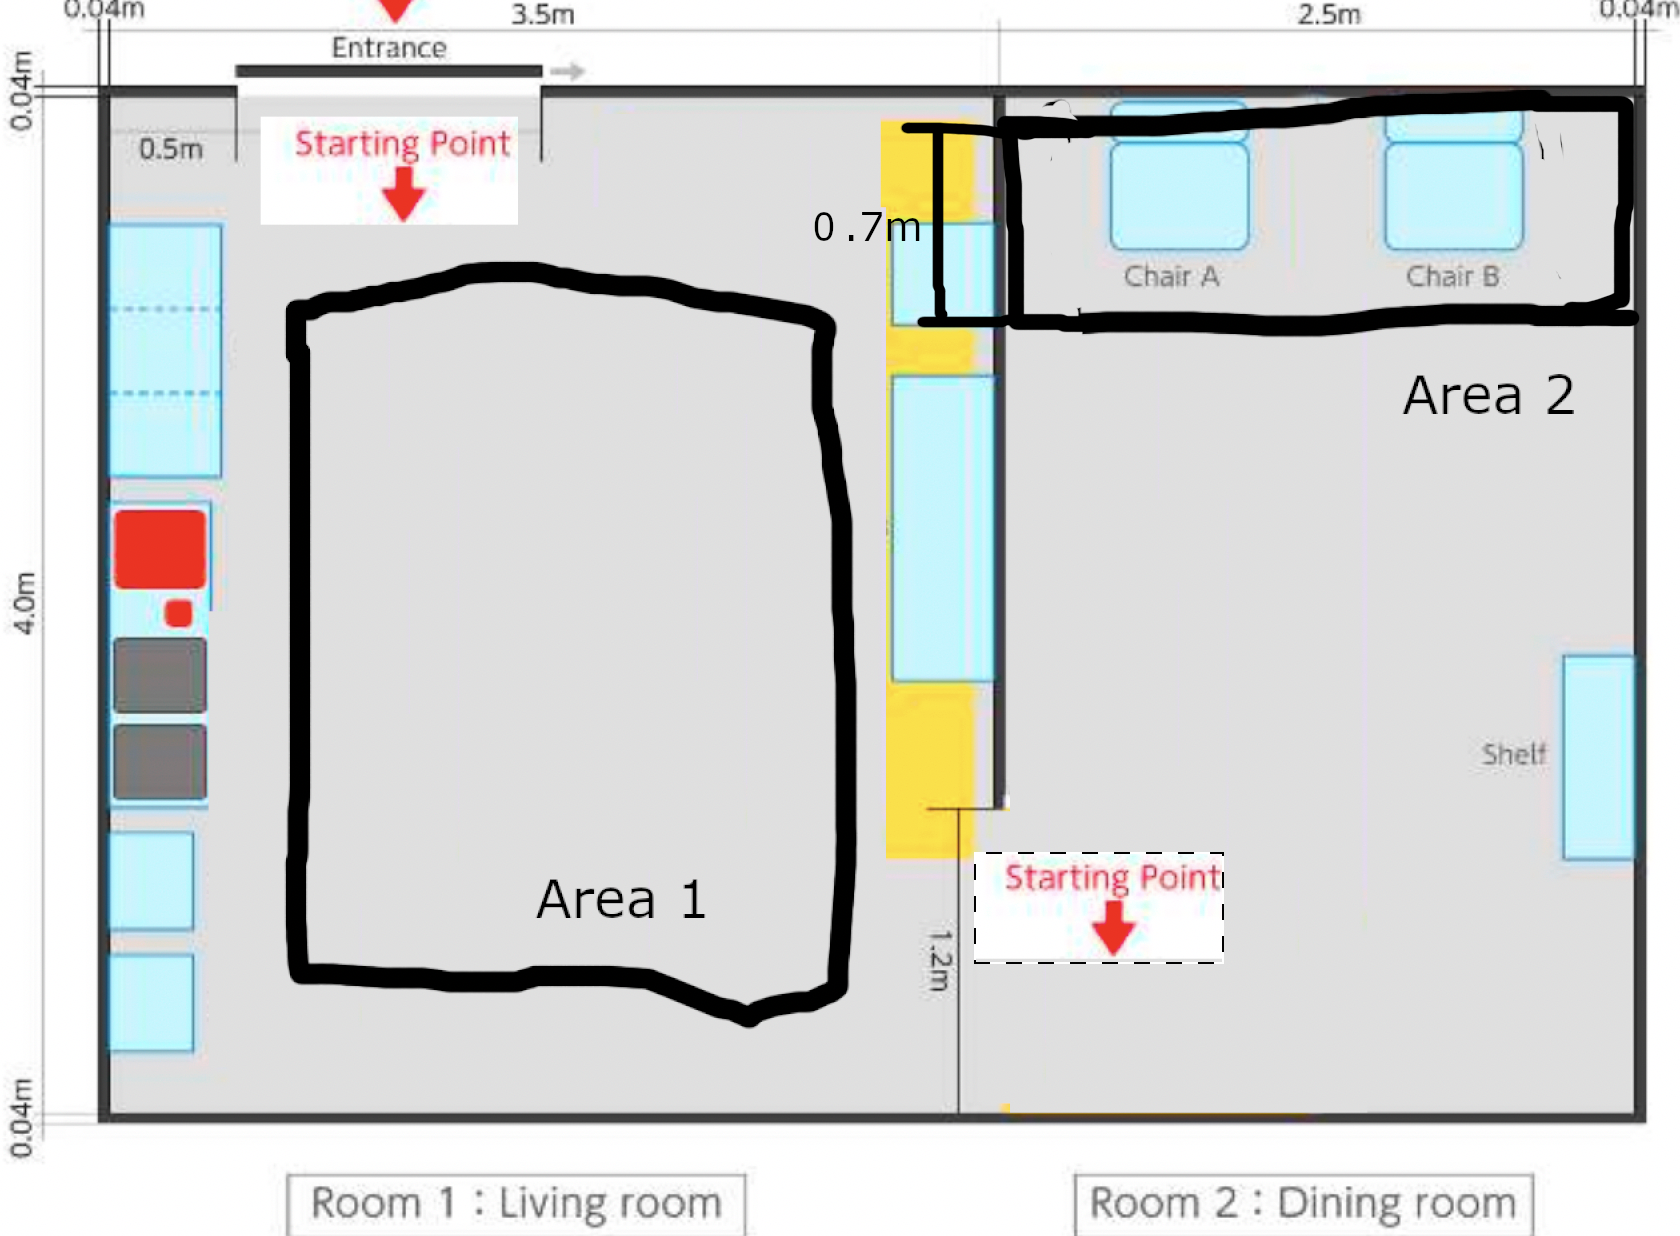 0.04m
3.5m
2.5m
0.04m
Entrance
0.04m
Starting Point
0.5m
0.7m
Chair A
Chair B
Area 2
4.0m
Shelf
Area 1
Starting Point
1.2m
0.04m
Room 1 : Living room
Room 2 : Dining room